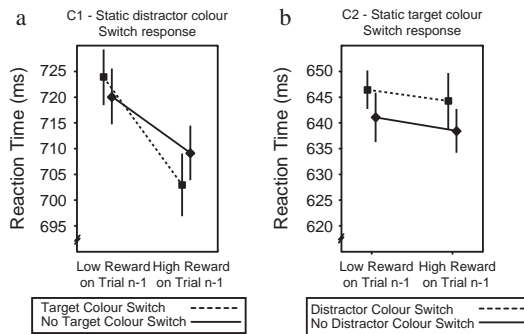 a
C1 - Static distractor colour
Switch response
Reaction Time (ms)
725
720
715
710
705
700
695
Low Reward
on Trial n-1
High Reward
on Trial n-1
Target Colour Switch
No Target Colour Switch
b
C2 - Static target colour
Switch response
Reaction Time (ms)
650
645
640
635
630
625
620
Low Reward
on Trial n-1
High Reward
on Trial n-1
Distractor Colour Switch
No Distractor Colour Switch